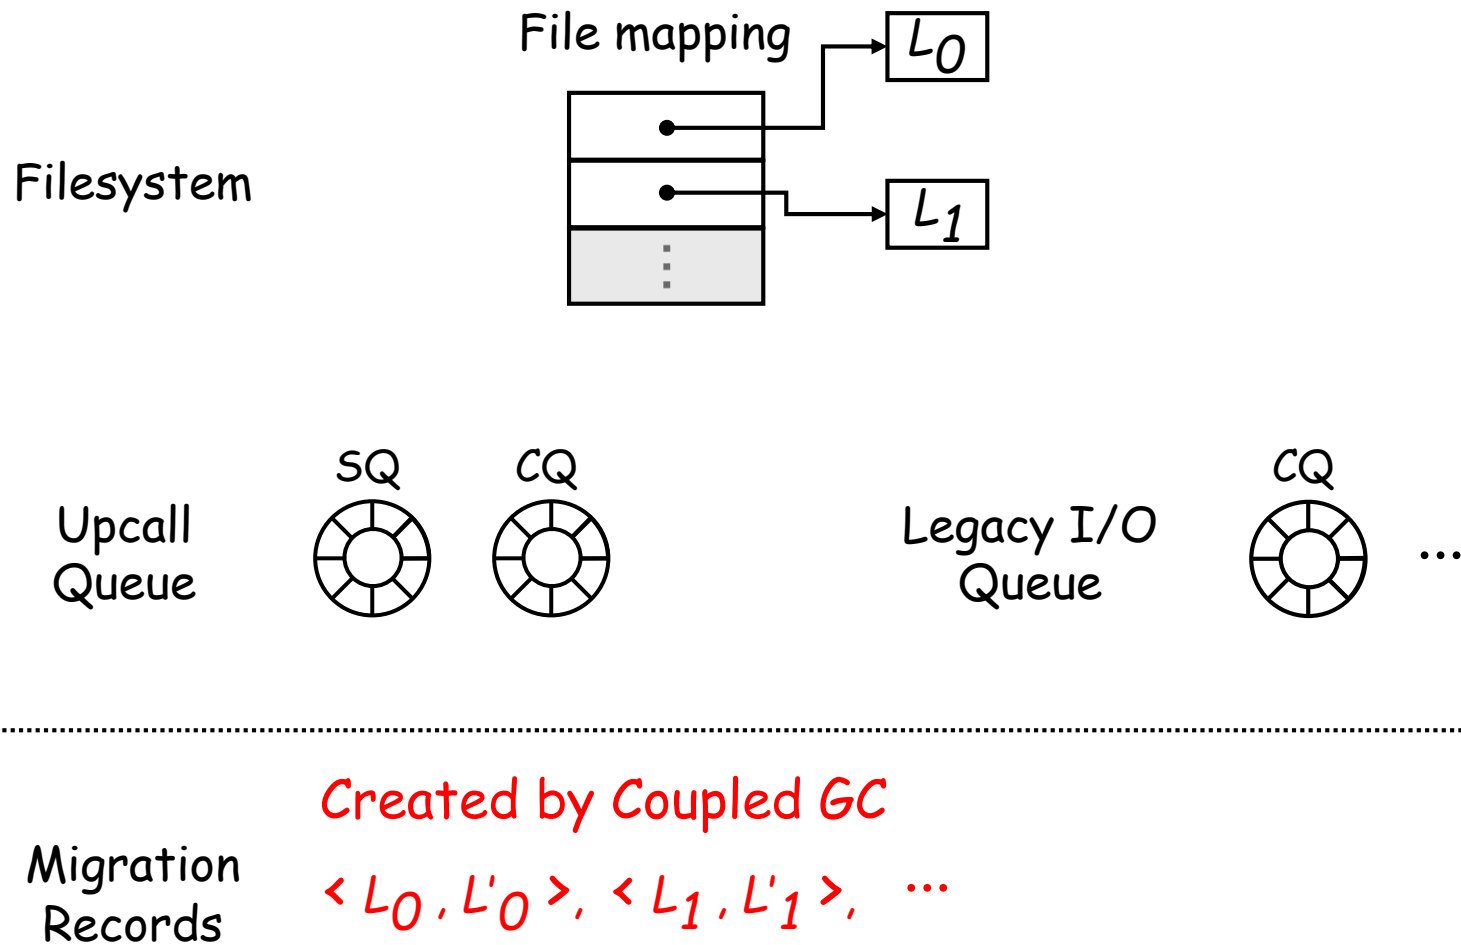 File mapping
L0
Filesystem
L1
SQ
CQ
CQ
Upcall
Queue
Legacy I/O
Queue
...
Created by Coupled GC
Migration
Records
< L0 , L'0 >, < L1 , L'1 >, ...